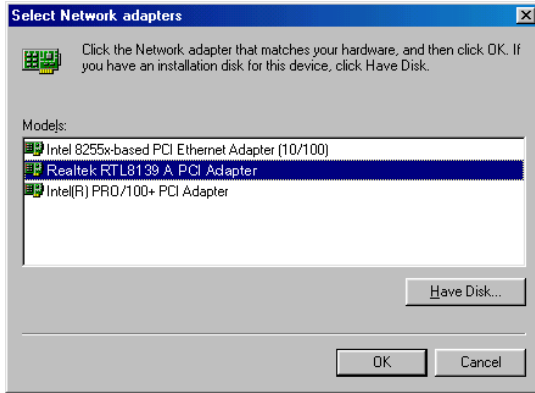 Select Network adapters
Click the Network adapter that matches your hardware, and then click OK. If
you have an installation disk for this device, click Have Disk.
Models:
Intel 8255x-based PCI Ethernet Adapter (10/100)
Realtek RTL8139 A PCI Adapter
Intel(R) PRO/100+ PCI Adapter
Have Disk...
OK
Cancel